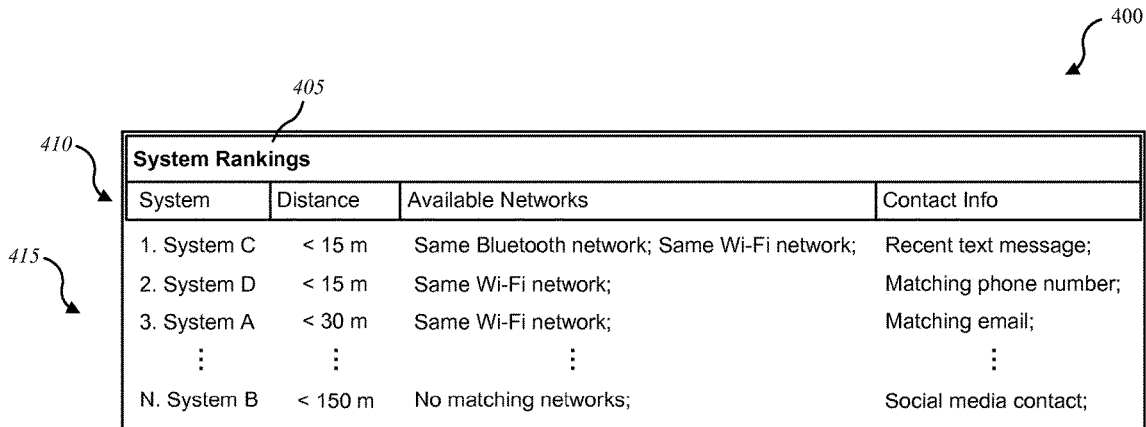 400
405
410
System Rankings
System Distance Available Networks Contact Info
415
1. System C < 15 m Same Bluetooth network; Same Wi-Fi network; Recent text message;
2. System D < 15 m Same Wi-Fi network; Matching phone number;
3. System A < 30 m Same Wi-Fi network; Matching email;
⋮ ⋮ ⋮ ⋮
N. System B < 150 m No matching networks; Social media contact;